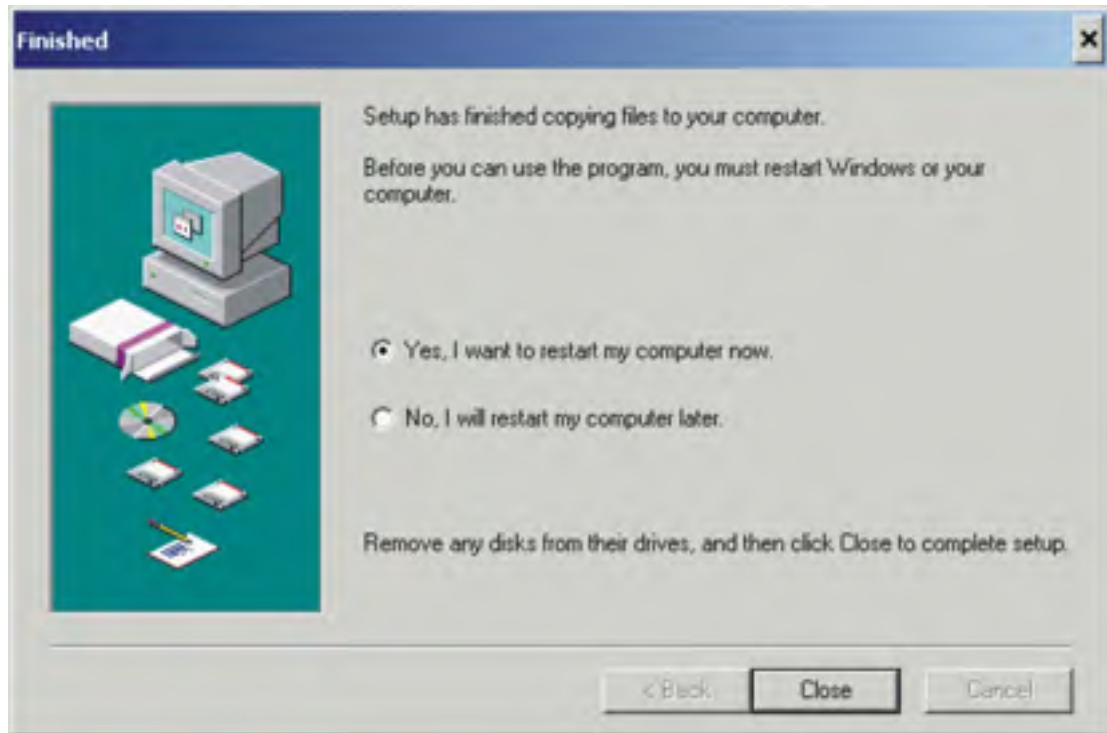 Finished
Setup has finished copying files to your computer.
Before you can use the program, you must restart Windows or your
computer.
Yes, I want to restart my computer now.
No, I will restart my computer later.
Remove any disks from their drives, and then click Close to complete setup.
< Back
Close
Cancel